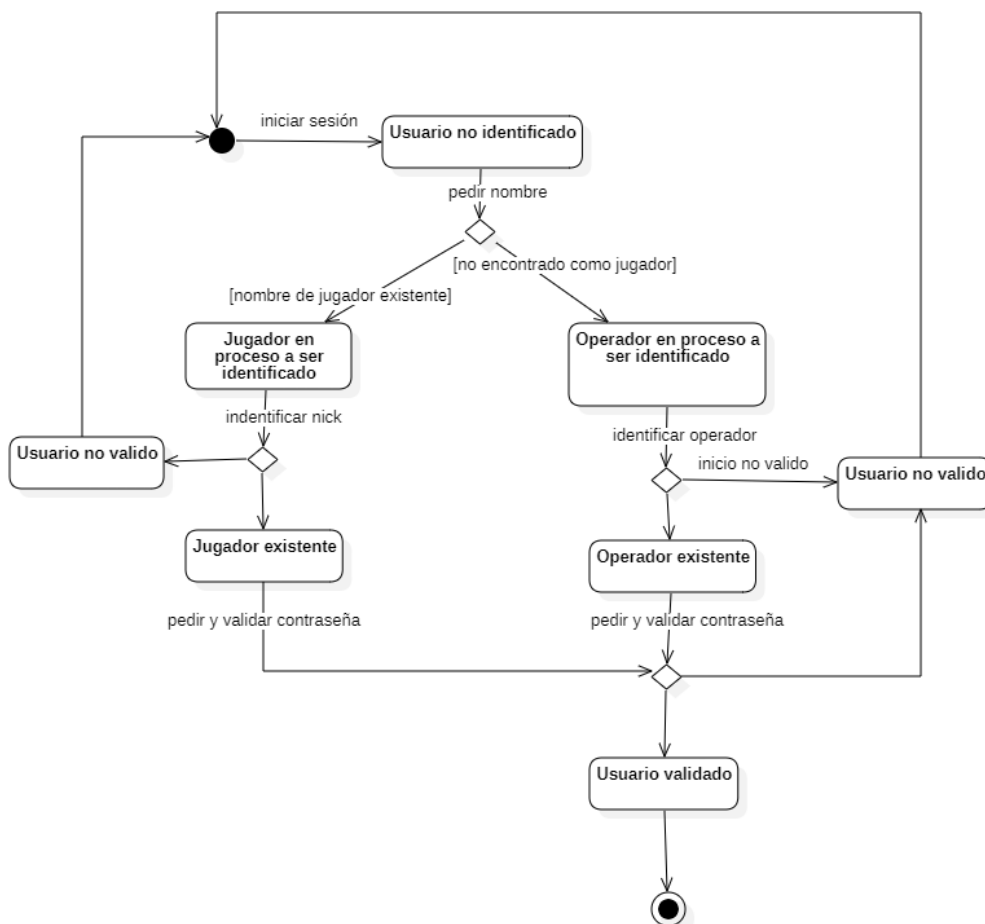 iniciar sesión
Usuario no identificado
pedir nombre
[no encontrado como jugador]
[nombre de jugador existente]
Jugador en
proceso a ser
identificado
Operador en proceso a
ser identificado
indentificar nick
identificar operador
Usuario no valido
inicio no valido
Usuario no valido
Jugador existente
Operador existente
pedir y validar contraseña
pedir y validar contraseña
Usuario validado